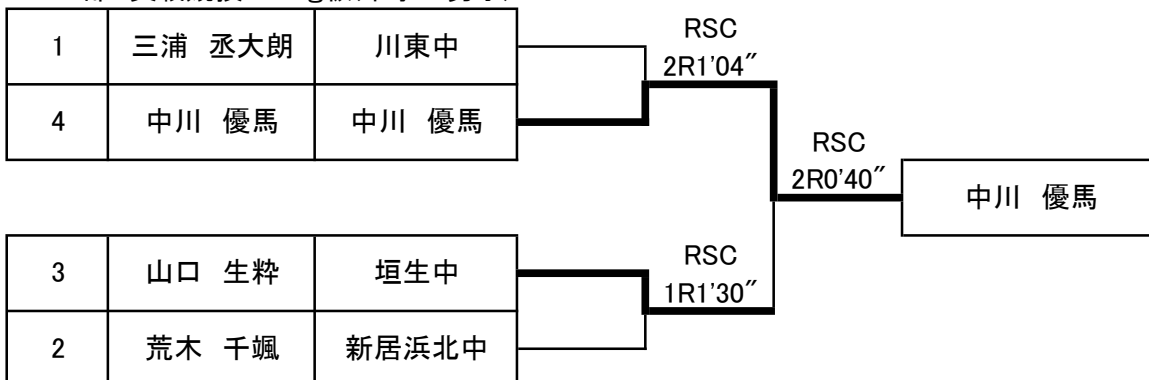 1 三浦 丞大朗 川東中
RSC
2R1'04″
4 中川 優馬 中川 優馬
RSC
2R0'40″
中川 優馬
3 山口 生粋 垣生中
RSC
1R1'30″
2 荒木 千颯 新居浜北中